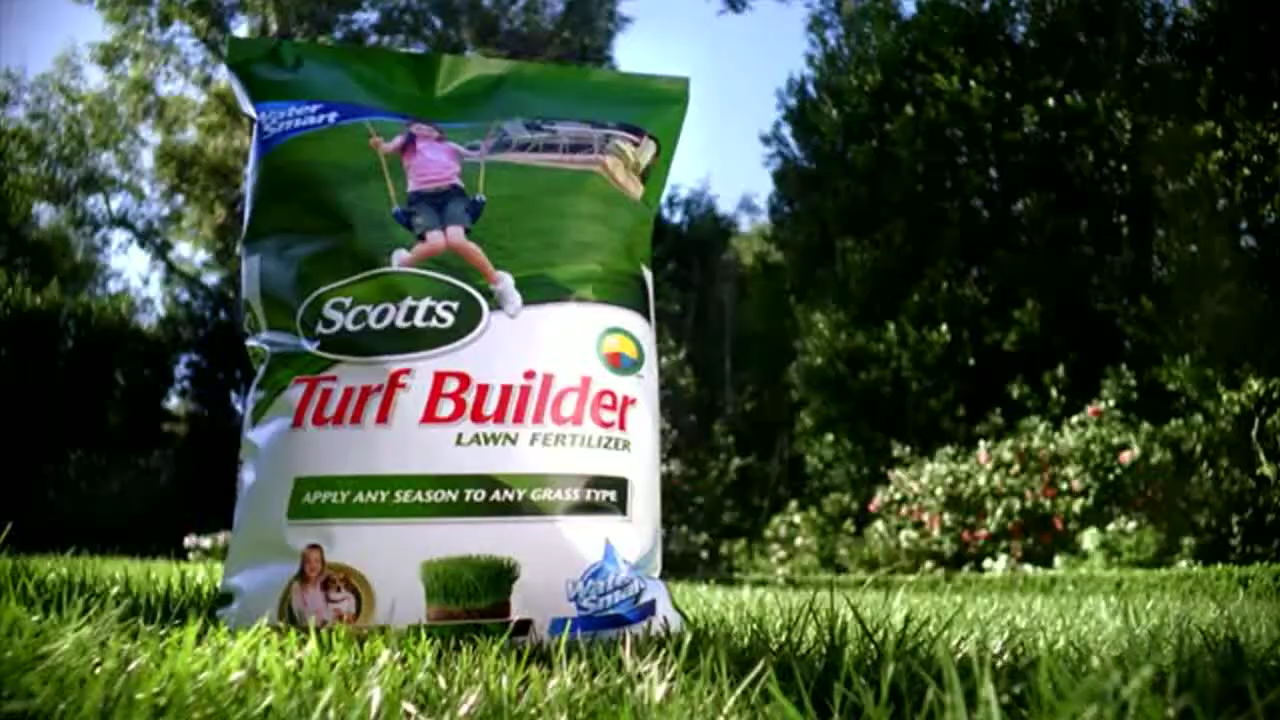 Water
Smart
Scotts
Turf Builder
LAWN FERTILIZER
APPLY ANY SEASON TO ANY GRASS TYPE
Water
Smart